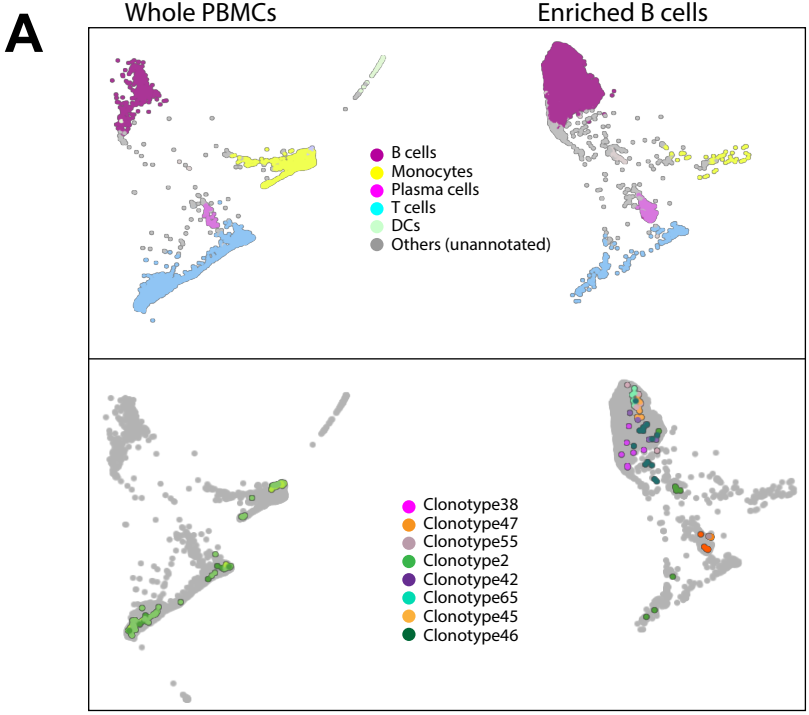 A
Whole PBMCs
Enriched B cells
B cells
Monocytes
Plasma cells
T cells
DCs
Others (unannotated)
Clonotype38
Clonotype47
Clonotype55
Clonotype2
Clonotype42
Clonotype65
Clonotype45
Clonotype46